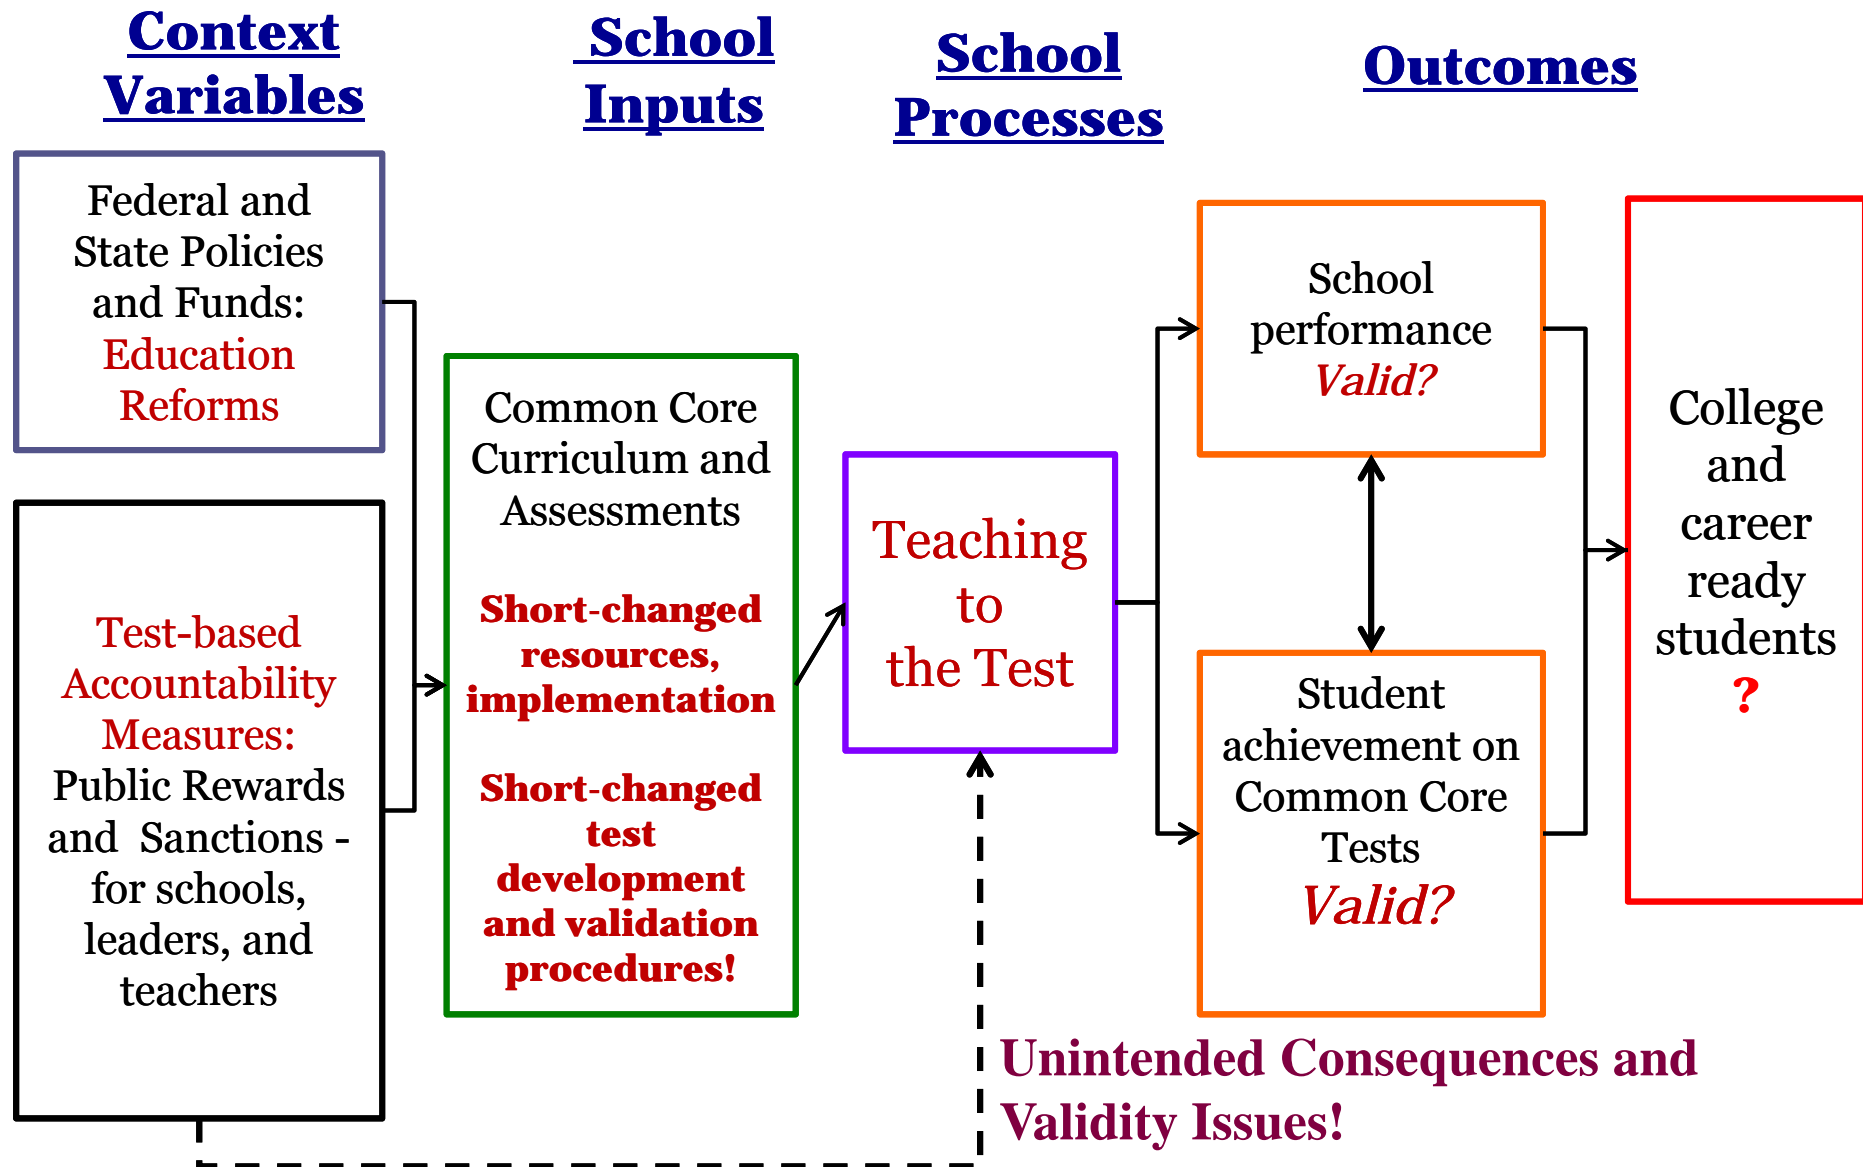 Context
Variables
School
Inputs
School
Processes
Outcomes
Federal and
State Policies
and Funds:
Education
Reforms
Test-based
Accountability
Measures:
Public Rewards
and Sanctions -
for schools,
leaders, and
teachers
Common Core
Curriculum and
Assessments
Short-changed
resources,
implementation
Short-changed
test
development
and validation
procedures!
Teaching
to
the Test
School
performance
Valid?
Student
achievement on
Common Core
Tests
Valid?
College
and
career
ready
students
?
Unintended Consequences and
Validity Issues!